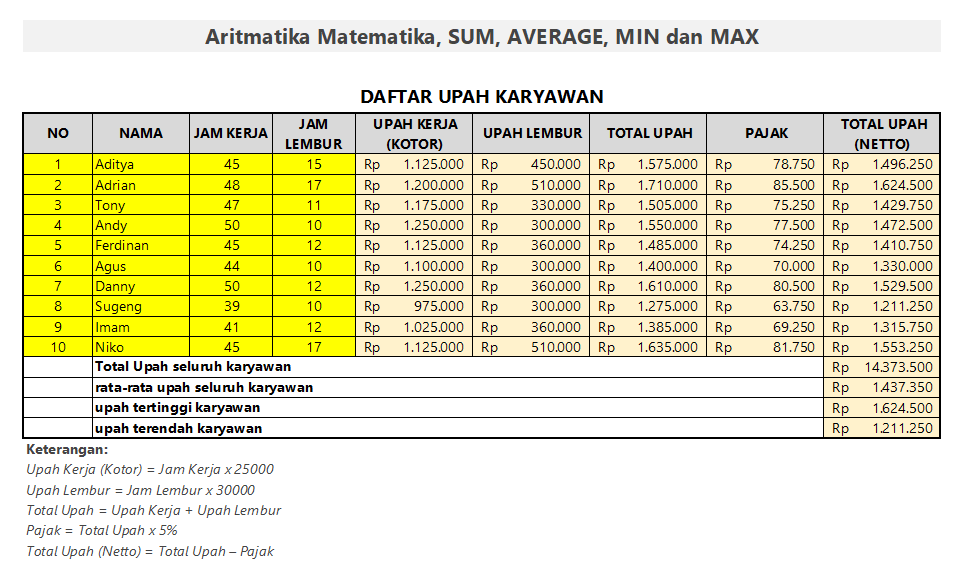 Aritmatika Matematika, SUM, AVERAGE, MIN dan MAX
DAFTAR UPAH KARYAWAN
NO NAMA JAM KERJA JAM LEMBUR UPAH KERJA (KOTOR) UPAH LEMBUR TOTAL UPAH PAJAK TOTAL UPAH (NETTO)
1 Aditya 45 15 Rp 1.125.000 Rp 450.000 Rp 1.575.000 Rp 78.750 Rp 1.496.250
2 Adrian 48 17 Rp 1.200.000 Rp 510.000 Rp 1.710.000 Rp 85.500 Rp 1.624.500
3 Tony 47 11 Rp 1.175.000 Rp 330.000 Rp 1.505.000 Rp 75.250 Rp 1.429.750
4 Andy 50 10 Rp 1.250.000 Rp 300.000 Rp 1.550.000 Rp 77.500 Rp 1.472.500
5 Ferdinan 45 12 Rp 1.125.000 Rp 360.000 Rp 1.485.000 Rp 74.250 Rp 1.410.750
6 Agus 44 10 Rp 1.100.000 Rp 300.000 Rp 1.400.000 Rp 70.000 Rp 1.330.000
7 Danny 50 12 Rp 1.250.000 Rp 360.000 Rp 1.610.000 Rp 80.500 Rp 1.529.500
8 Sugeng 39 10 Rp 975.000 Rp 300.000 Rp 1.275.000 Rp 63.750 Rp 1.211.250
9 Imam 41 12 Rp 1.025.000 Rp 360.000 Rp 1.385.000 Rp 69.250 Rp 1.315.750
10 Niko 45 17 Rp 1.125.000 Rp 510.000 Rp 1.635.000 Rp 81.750 Rp 1.553.250
Total Upah seluruh karyawan Rp 14.373.500
rata-rata upah seluruh karyawan Rp 1.437.350
upah tertinggi karyawan Rp 1.624.500
upah terendah karyawan Rp 1.211.250
Keterangan:
Upah Kerja (Kotor) = Jam Kerja x 25000
Upah Lembur = Jam Lembur x 30000
Total Upah = Upah Kerja + Upah Lembur
Pajak = Total Upah x 5%
Total Upah (Netto) = Total Upah – Pajak